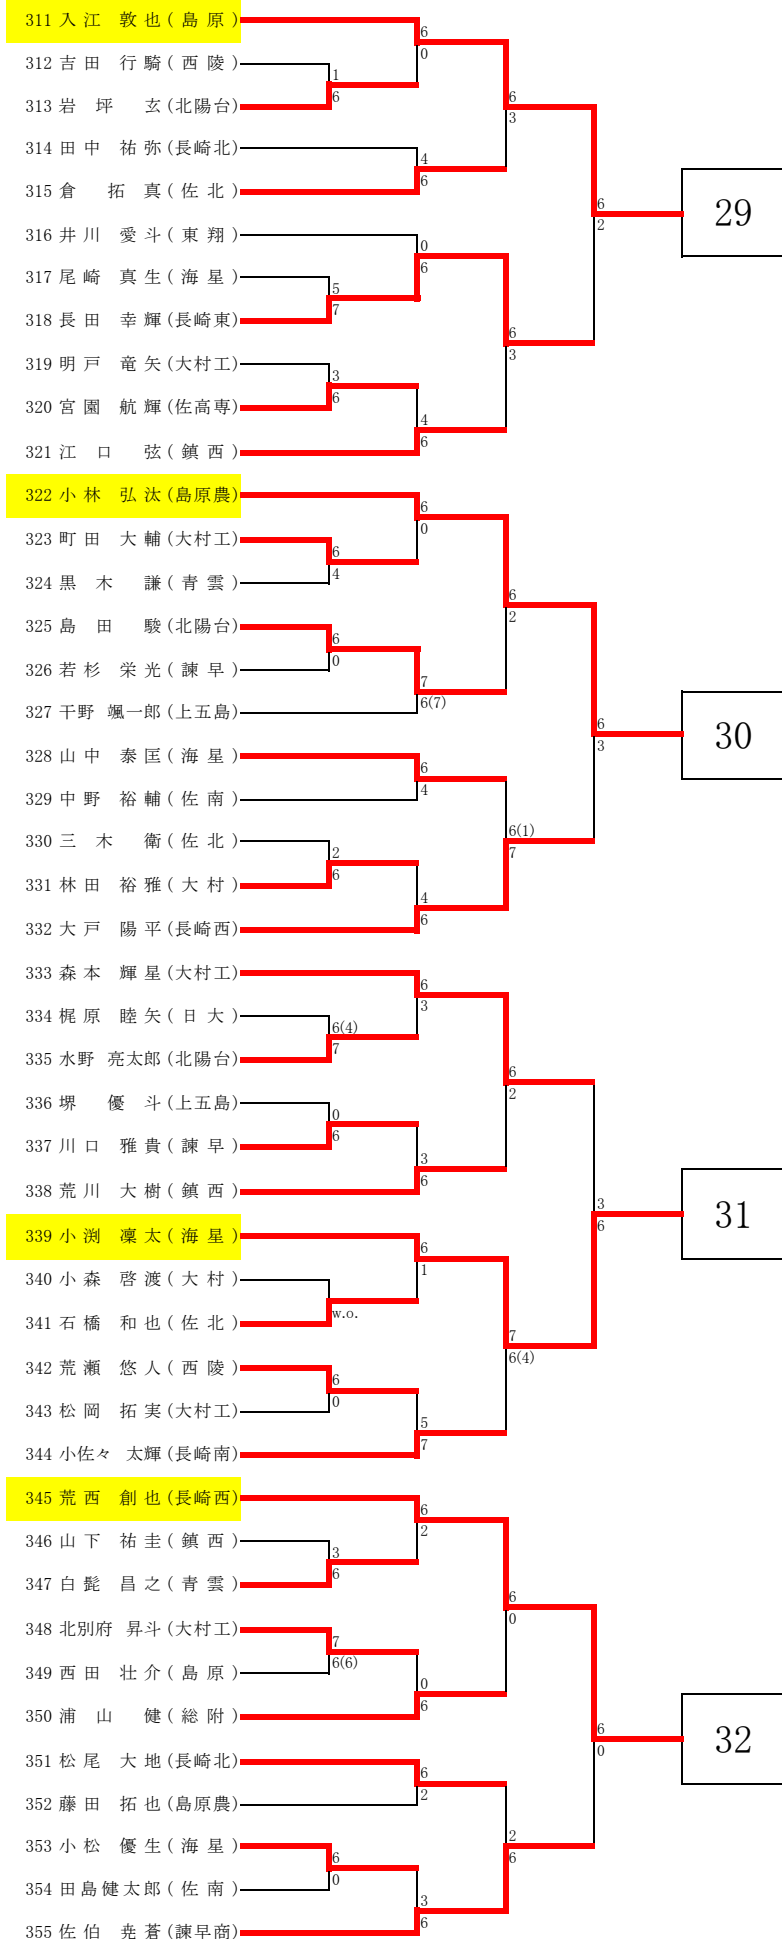 311 入江 敦也(島原)
6
0
312 吉田 行騎(西陵)
1
6
6
3
313 岩坪 玄(北陽台)
314 田中 祐弥(長崎北)
4
6
315 倉 拓真(佐北)
6
2
29
316 井川 愛斗(東翔)
0
6
317 尾崎 真生(海星)
5
7
318 長田 幸輝(長崎東)
6
3
319 明戸 竜矢(大村工)
3
6
320 宮園 航輝(佐高専)
4
6
321 江口 弦(鎮西)
322 小林 弘汰(島原農)
6
0
323 町田 大輔(大村工)
6
4
324 黒木 謙(青雲)
6
2
325 島田 駿(北陽台)
6
0
326 若杉 栄光(諫早)
7
6(7)
327 干野 颯一郎(上五島)
6
3
30
328 山中 泰匡(海星)
6
4
329 中野 裕輔(佐南)
6(1)
7
330 三木 衛(佐北)
2
6
331 林田 裕雅(大村)
4
6
332 大戸 陽平(長崎西)
333 森本 輝星(大村工)
6
3
334 梶原 睦矢(日大)
6(4)
7
335 水野 亮太郎(北陽台)
6
2
336 堺 優斗(上五島)
0
6
337 川口 雅貴(諫早)
3
6
338 荒川 大樹(鎮西)
3
6
31
339 小渕 凜太(海星)
6
1
340 小森 啓渡(大村)
w.o.
341 石橋 和也(佐北)
7
6(4)
342 荒瀬 悠人(西陵)
6
0
343 松岡 拓実(大村工)
5
7
344 小佐々 太輝(長崎南)
345 荒西 創也(長崎西)
6
2
346 山下 祐圭(鎮西)
3
6
347 白髭 昌之(青雲)
6
0
348 北別府 昇斗(大村工)
7
6(6)
349 西田 壮介(島原)
0
6
350 浦山 健(総附)
6
0
32
351 松尾 大地(長崎北)
6
2
352 藤田 拓也(島原農)
2
6
353 小松 優生(海星)
6
0
354 田島健太郎(佐南)
3
6
355 佐伯 尭蒼(諫早商)